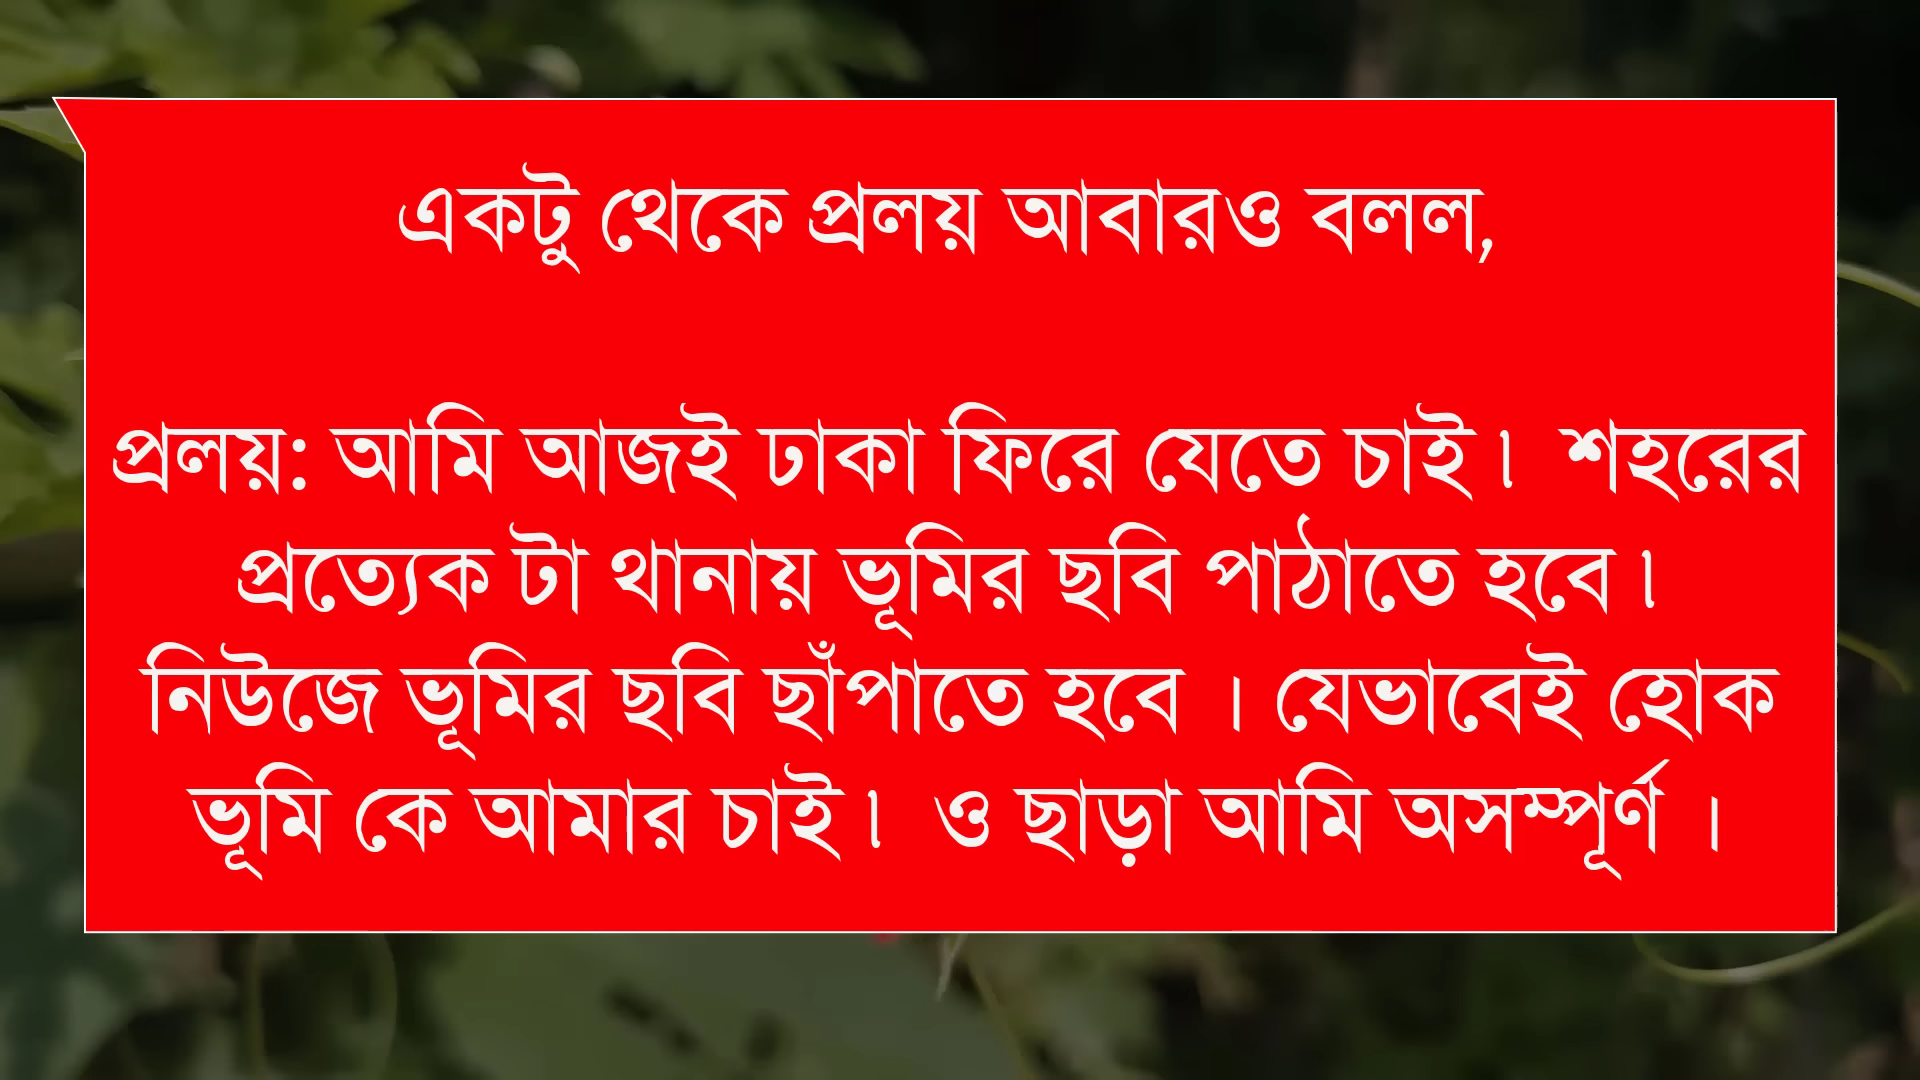 একটু থেকে প্রলয় আবারও বলল,
প্রলয়: আমি আজই ঢাকা ফিরে যেতে চাই ৷ শহরের
প্রত্যেক টা থানায় ভূমির ছবি পাঠাতে হবে ৷
নিউজে ভূমির ছবি ছাঁপাতে হবে । যেভাবেই হোক
ভূমি কে আমার চাই ৷ ও ছাড়া আমি অসম্পূর্ণ ।